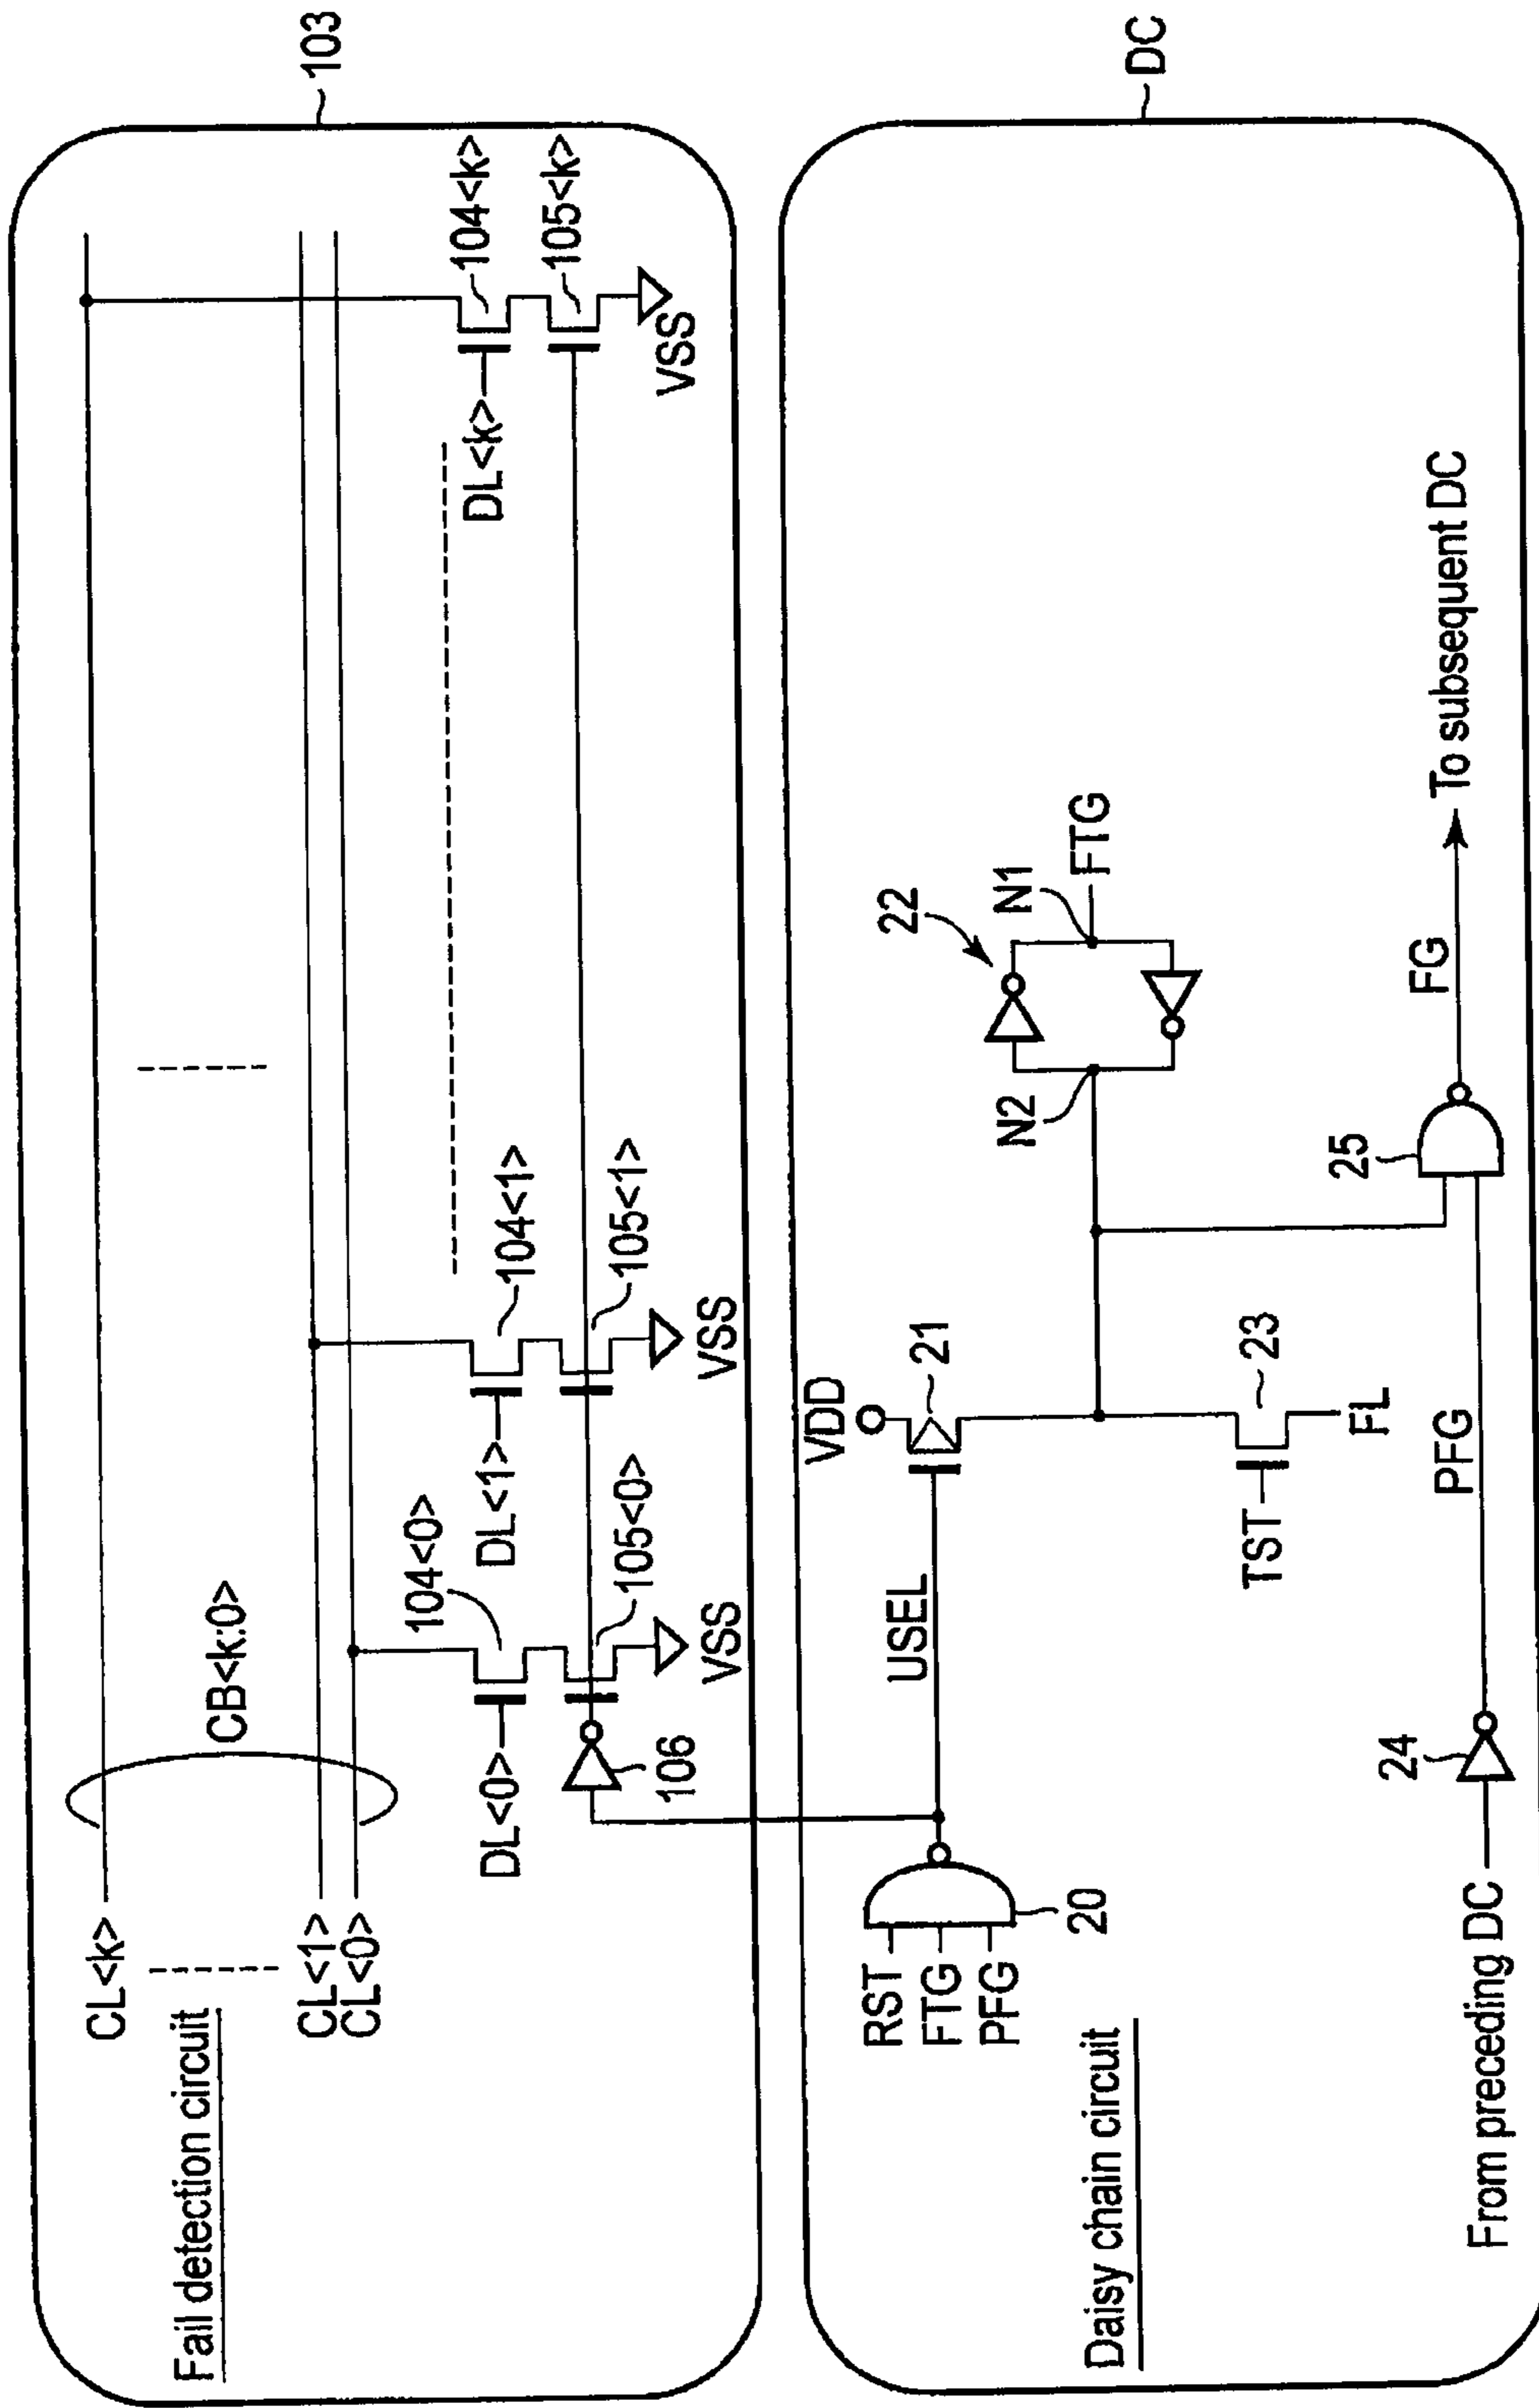 Fail detection circuit
103
CL<k>
CL<1>
CL<0>
CB<k:0>
DL<0>
104<0>
105<0>
106
VSS
DL<1>
104<1>
105<1>
VSS
DL<k>
104<k>
105<k>
VSS
Daisy chain circuit
DC
RST
FTG
PFG
20
USEL
VDD
21
TST
23
FL
N2
22
N1
FTG
From preceding DC
24
PFG
25
FG
To subsequent DC